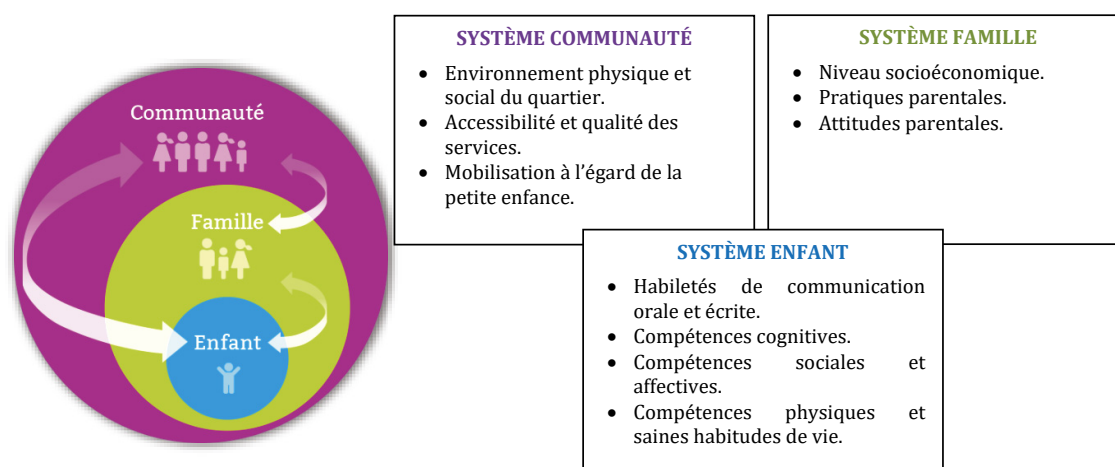 Communauté
Famille
Enfant
SYSTÈME COMMUNAUTÉ
• Environnement physique et
social du quartier.
• Accessibilité et qualité des
services.
• Mobilisation à l’égard de la
petite enfance.
SYSTÈME FAMILLE
• Niveau socioéconomique.
• Pratiques parentales.
• Attitudes parentales.
SYSTÈME ENFANT
• Habiletés de communication
orale et écrite.
• Compétences cognitives.
• Compétences sociales et
affectives.
• Compétences physiques et
saines habitudes de vie.